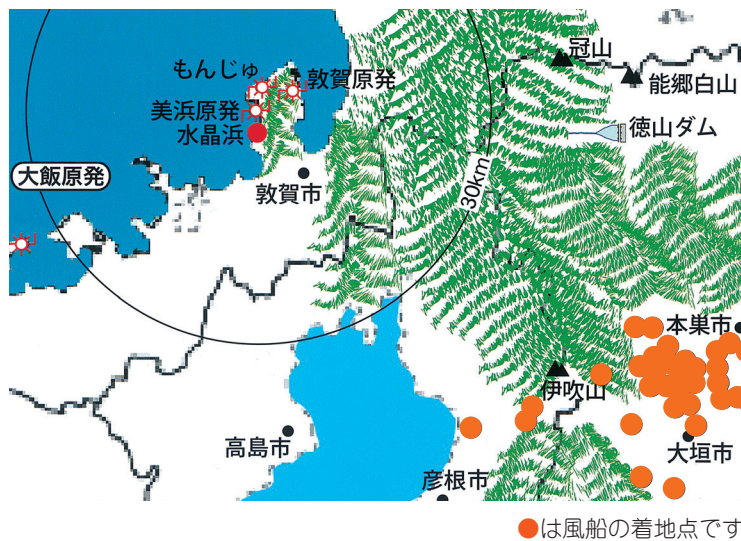 冠山
もんじゅ
敦賀原発
能郷白山
美浜原発
水晶浜
徳山ダム
大飯原発
敦賀市
30km
本巣市
伊吹山
高島市
大垣市
彦根市
●は風船の着地点です